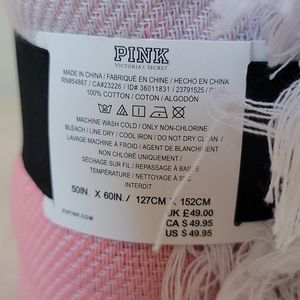 PINK
VICTORIA'S SECRET
MADE IN CHINA / FABRIQUÉ EN CHINE / HECHO EN CHINA
RN#54867 / CA#23226 / ID# 36011831 / 23791525 / 0
100% COTTON / COTON / ALGODÓN
MACHINE WASH COLD / ONLY NON-CHLORINE
BLEACH / LINE DRY / COOL IRON / DO NOT DRY CLEAN /
LAVAGE MACHINE À FROID / AGENT DE BLANCHIMENT
NON CHLORÉ UNIQUEMENT /
SÉCHAGE SUR FIL / REPASSAGE À BASSE
TEMPÉRATURE / NETTOYAGE À SEC
INTERDIT
50IN. X 60IN. / 127CM X 152CM
VSPINK.COM
UK £49.00
CA $ 49.95
US $ 49.95